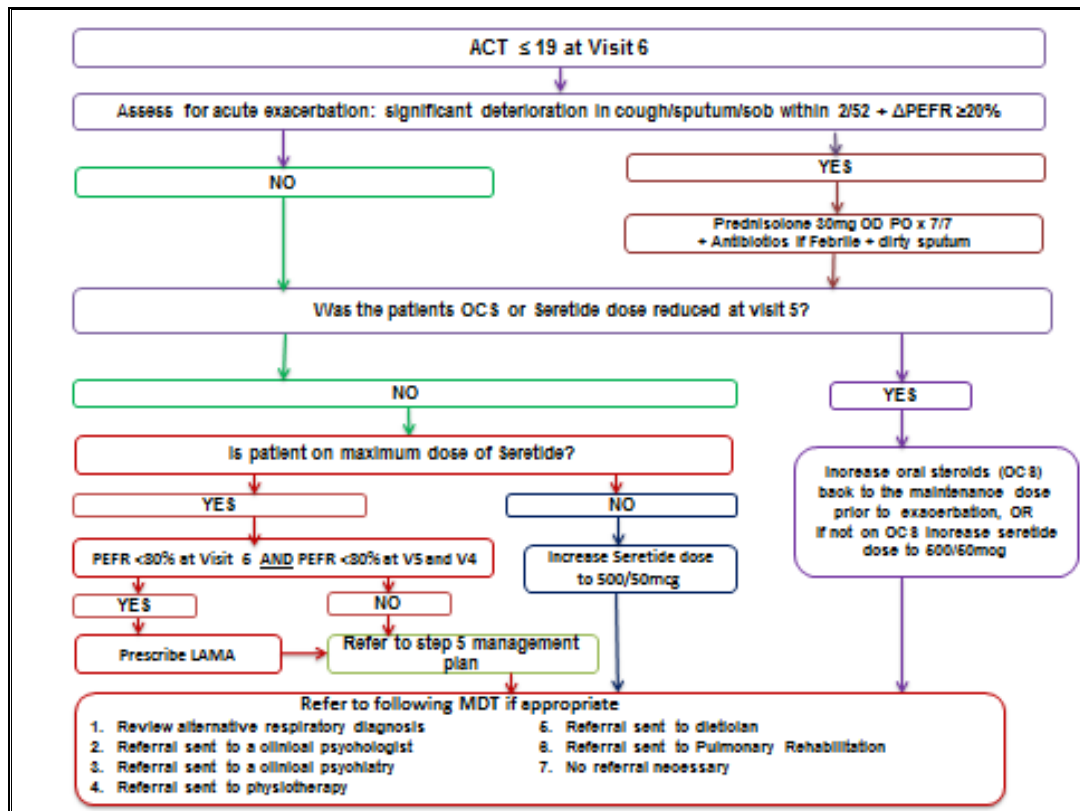 ACT ≤ 19 at Visit 6
Assess for acute exacerbation: significant deterioration in cough/sputum/sob within 2/52 + ΔPEFR ≥20%
NO
YES
Prednisolone 30mg OD PO x 7/7
+ Antibiotics if Febrile + dirty sputum
Was the patients OCS or Seretide dose reduced at visit 5?
NO
YES
Is patient on maximum dose of Seretide?
YES
NO
Increase oral steroids (OCS)
back to the maintenance dose
prior to exacerbation, OR
If not on OCS increase seretide
dose to 500/50mcg
PEFR <80% at Visit 6 AND PEFR <80% at V5 and V4
Increase Seretide dose
to 500/50mcg
YES
NO
Prescribe LAMA
Refer to step 5 management
plan
Refer to following MDT if appropriate
1. Review alternative respiratory diagnosis
2. Referral sent to a clinical psychologist
3. Referral sent to a clinical psychiatry
4. Referral sent to physiotherapy
5. Referral sent to dietician
6. Referral sent to Pulmonary Rehabilitation
7. No referral necessary